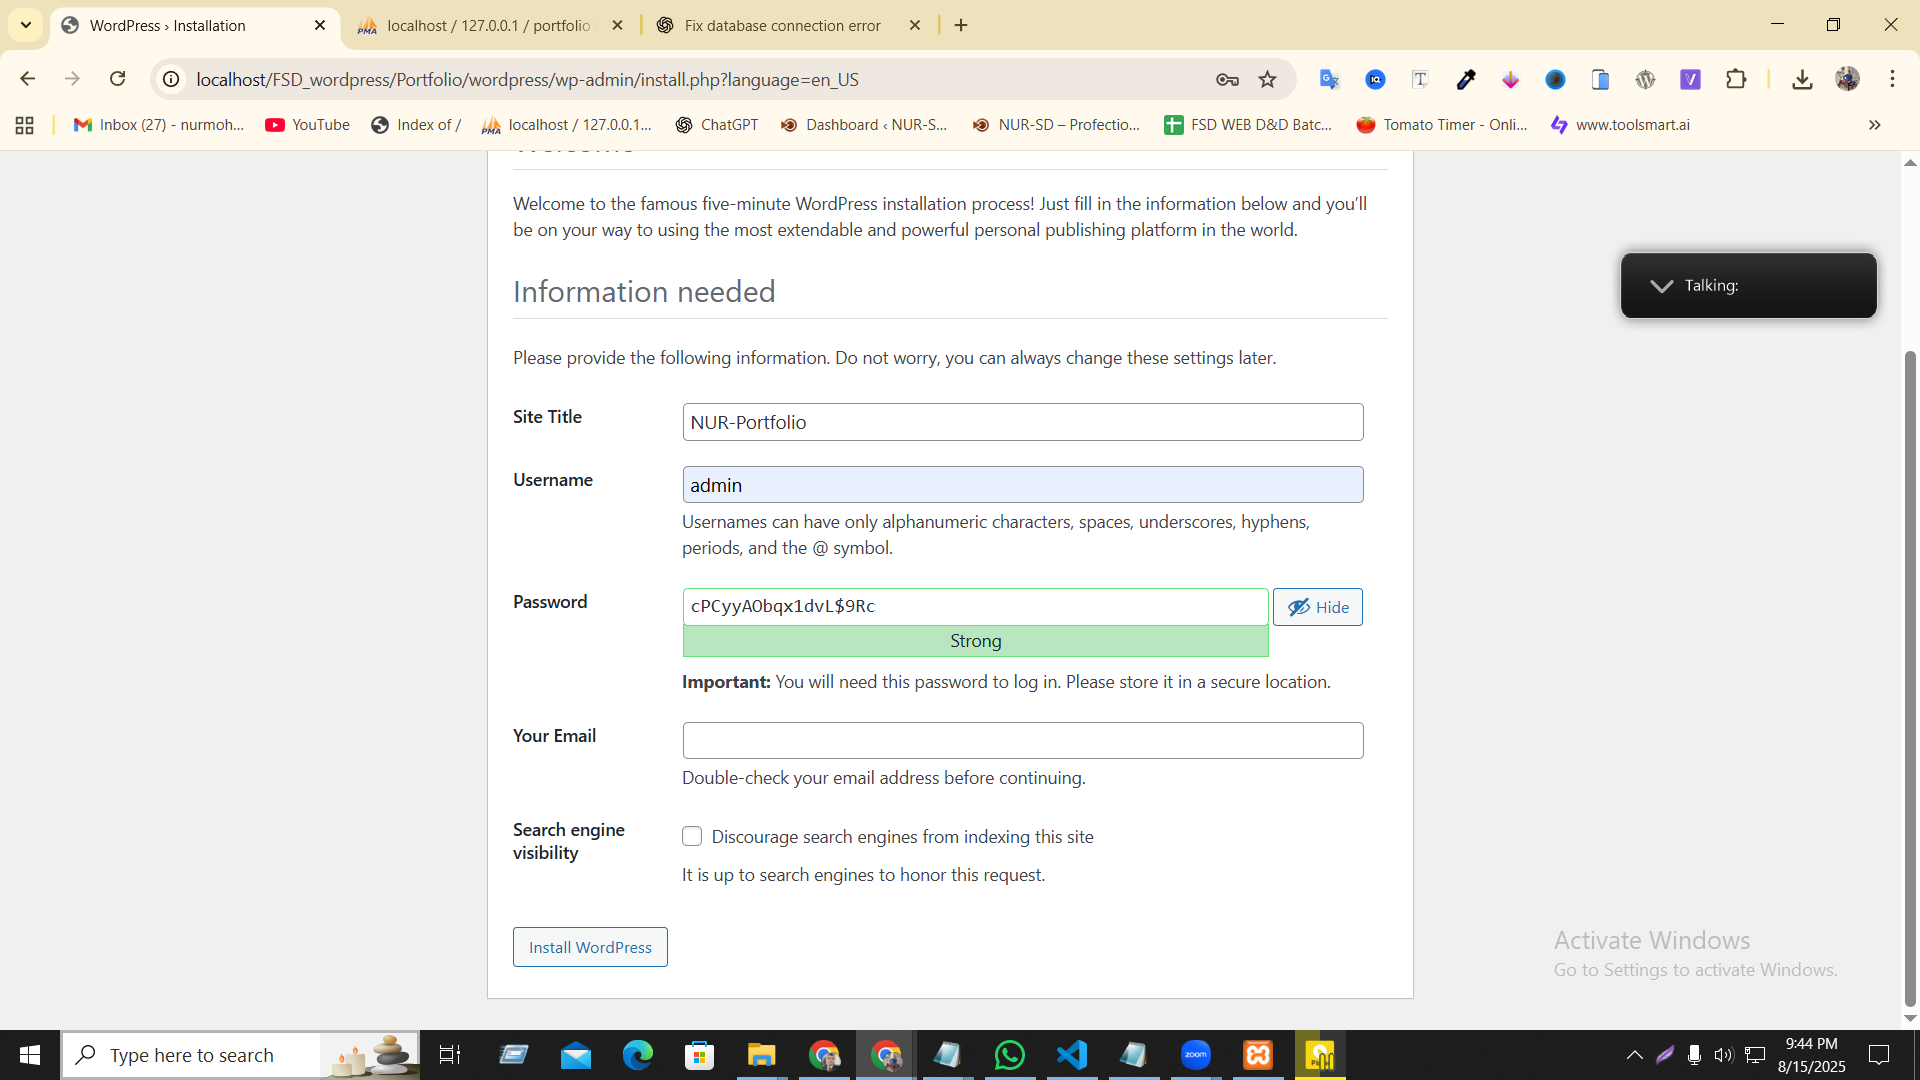 WordPress › Installation
localhost / 127.0.0.1 / portfolio
Fix database connection error
localhost/FSD_wordpress/Portfolio/wordpress/wp-admin/install.php?language=en_US
Inbox (27) - nurmoh...
YouTube
Index of /
localhost / 127.0.0.1...
ChatGPT
Dashboard ‹ NUR-S...
NUR-SD – Profectio...
FSD WEB D&D Batc...
Tomato Timer - Onli...
www.toolsmart.ai
Welcome
Welcome to the famous five-minute WordPress installation process! Just fill in the information below and you’ll
be on your way to using the most extendable and powerful personal publishing platform in the world.
Information needed
Please provide the following information. Do not worry, you can always change these settings later.
Site Title
NUR-Portfolio
Username
admin
Usernames can have only alphanumeric characters, spaces, underscores, hyphens,
periods, and the @ symbol.
Password
cPCyyAObqx1dvL$9Rc
Hide
Strong
Important: You will need this password to log in. Please store it in a secure location.
Your Email
Double-check your email address before continuing.
Search engine
visibility
Discourage search engines from indexing this site
It is up to search engines to honor this request.
Install WordPress
Talking:
Activate Windows
Go to Settings to activate Windows.
Type here to search
zoom
9:44 PM
8/15/2025